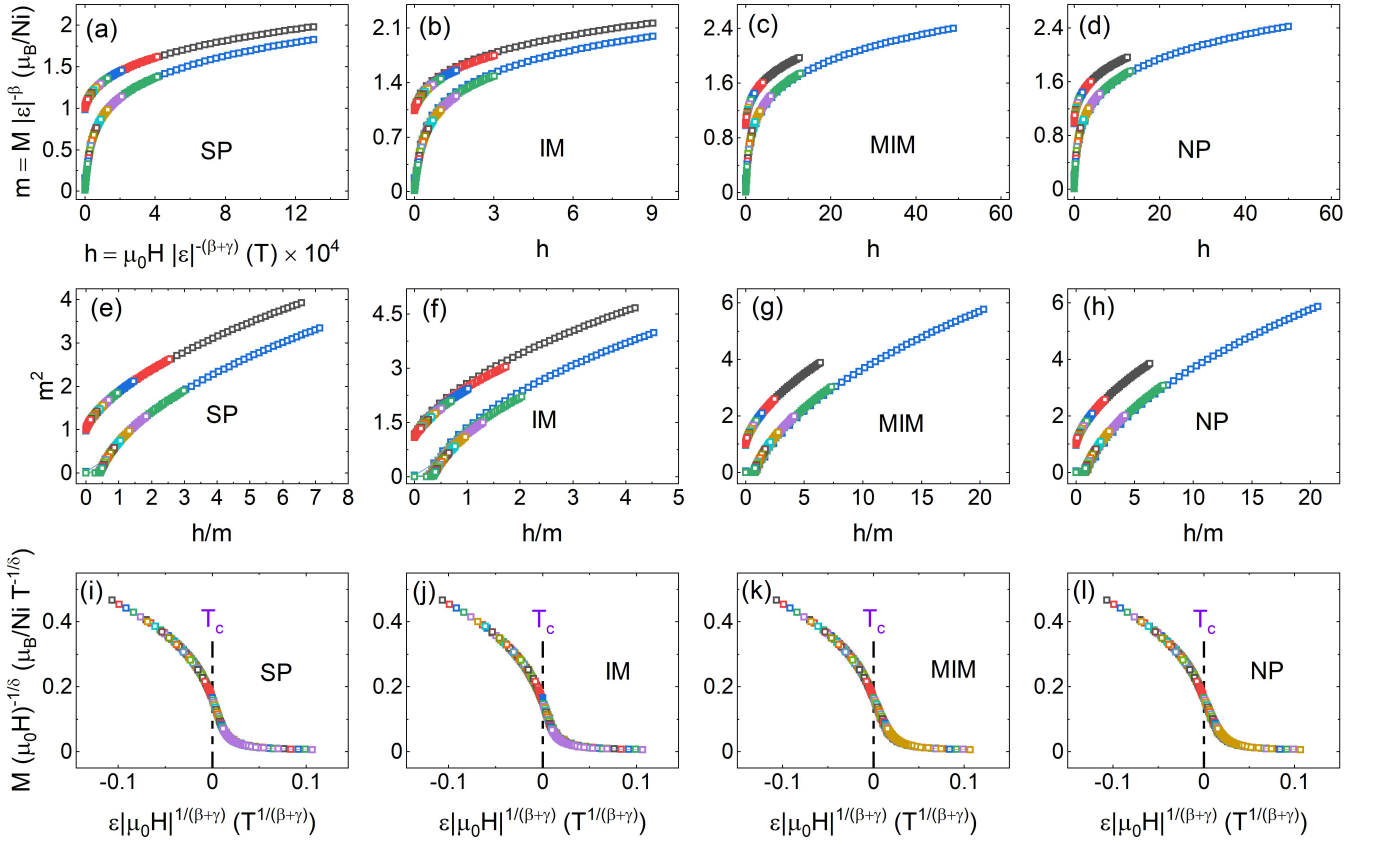 (a)
m = M |ε|^-β (μ_B/Ni)
2
1.5
1
0.5
0
SP
0 4 8 12
h = μ₀H |ε|^-(β+γ) (T) × 10⁴
(b)
2.1
1.4
0.7
0
IM
0 3 6 9
h
(c)
2.4
1.6
0.8
0
MIM
0 20 40 60
h
(d)
2.4
1.6
0.8
0
NP
0 20 40 60
h
(e)
m²
4
3
2
1
0
SP
0 1 2 3 4 5 6 7 8
h/m
(f)
4.5
3.0
1.5
0
IM
0 1 2 3 4 5
h/m
(g)
6
4
2
0
MIM
0 5 10 15 20
h/m
(h)
6
4
2
0
NP
0 5 10 15 20
h/m
(i)
M (μ₀H)^-1/δ (μ_B/Ni T^-1/δ)
0.4
0.2
0
T_c
SP
-0.1 0 0.1
ε|μ₀H|^1/(β+γ) (T^1/(β+γ))
(j)
0.4
0.2
0
T_c
IM
-0.1 0 0.1
ε|μ₀H|^1/(β+γ) (T^1/(β+γ))
(k)
0.4
0.2
0
T_c
MIM
-0.1 0 0.1
ε|μ₀H|^1/(β+γ) (T^1/(β+γ))
(l)
0.4
0.2
0
T_c
NP
-0.1 0 0.1
ε|μ₀H|^1/(β+γ) (T^1/(β+γ))